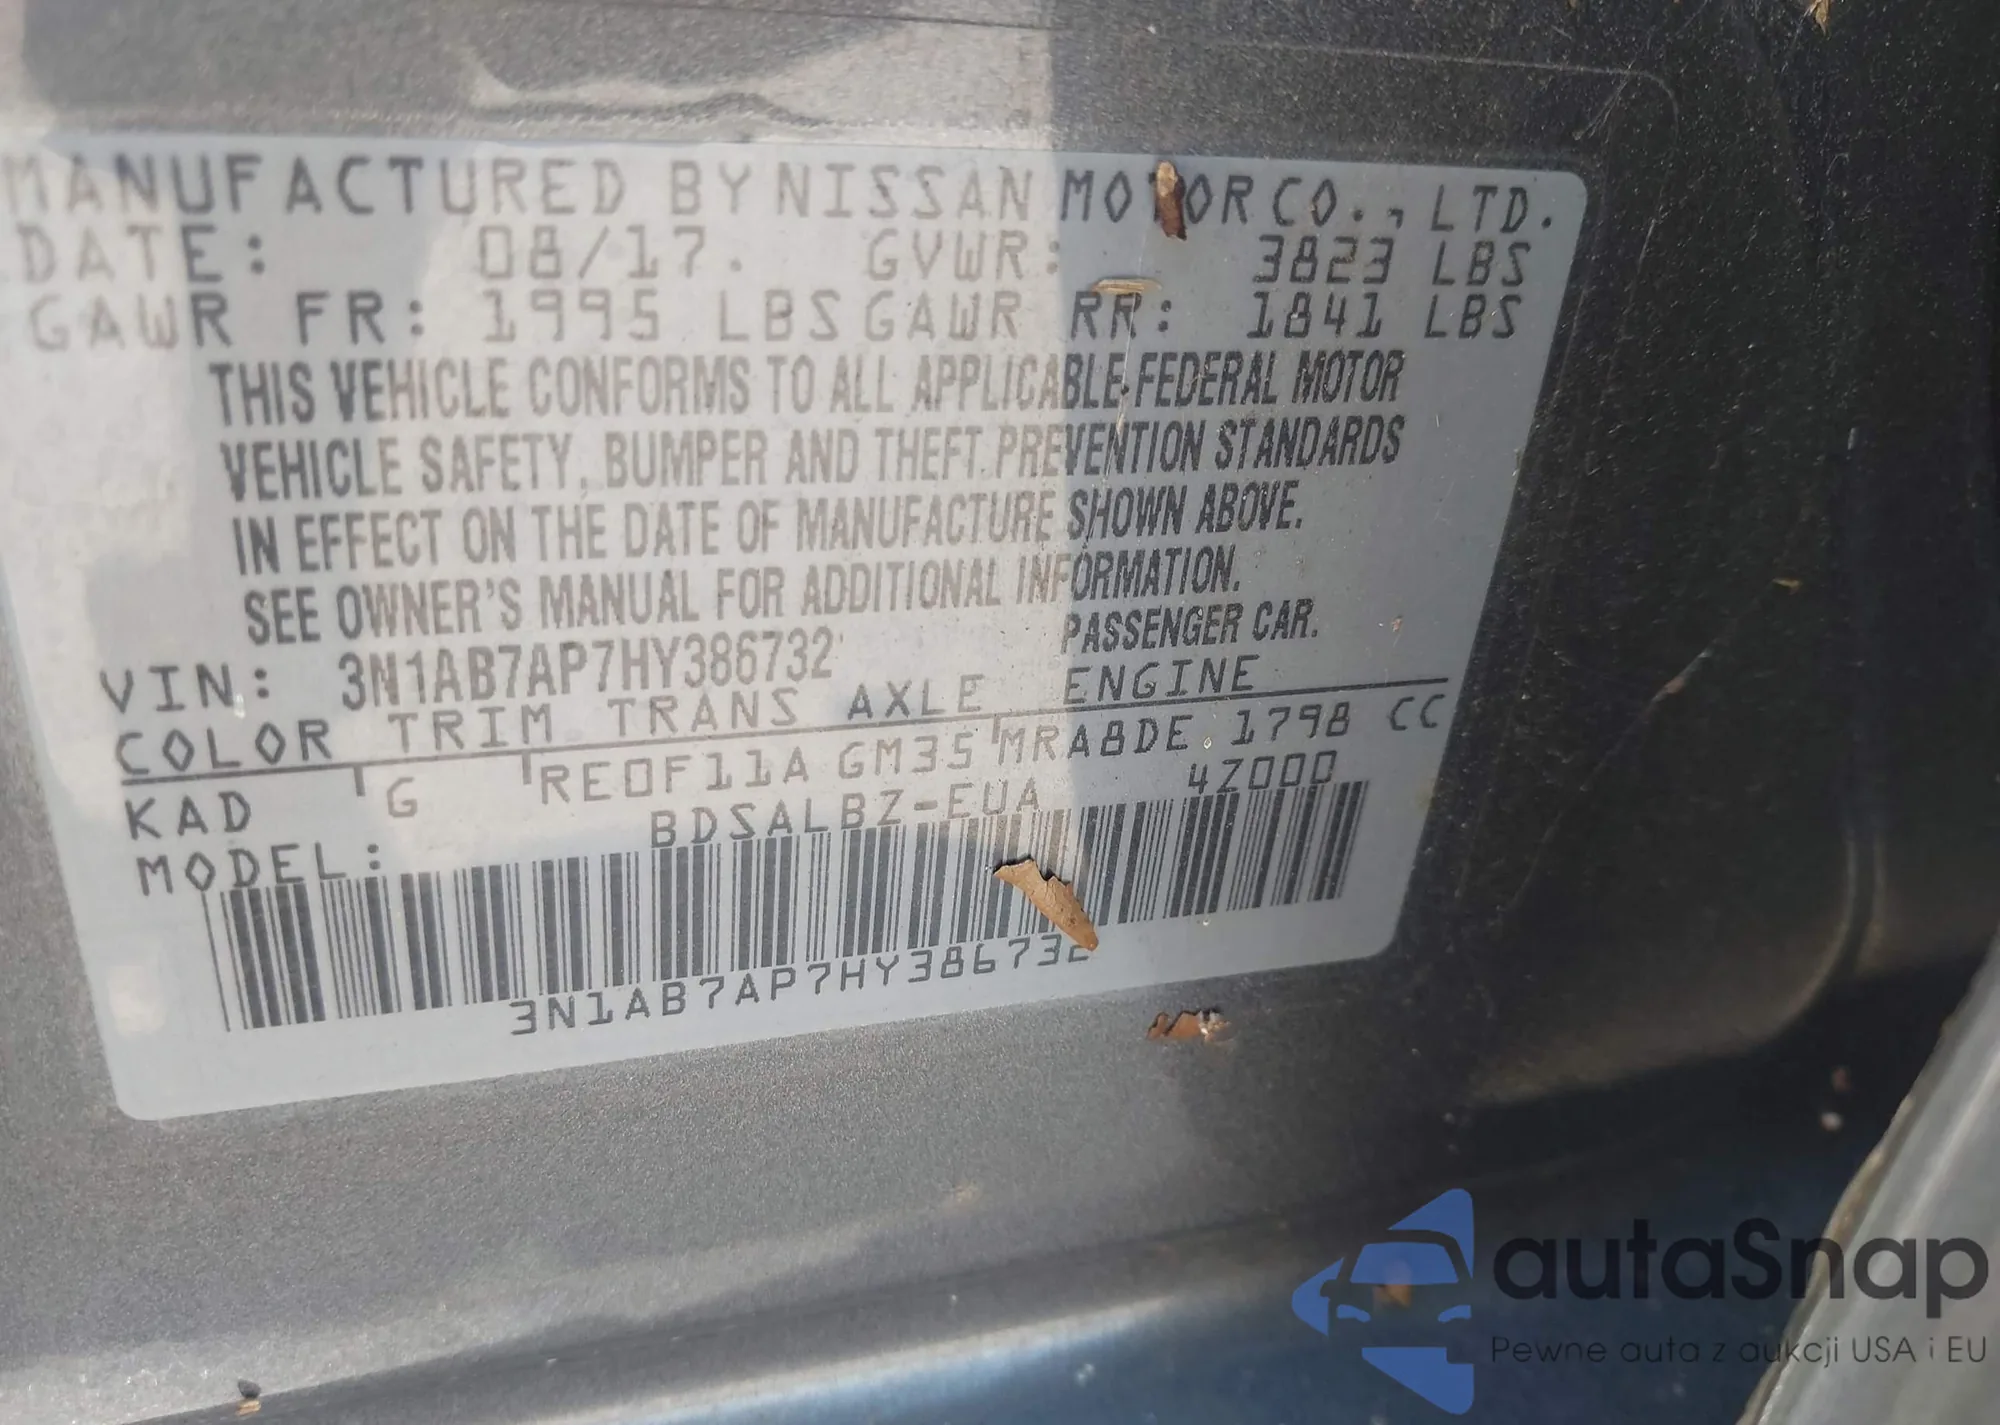 MANUFACTURED BY NISSAN MOTOR CO., LTD.
DATE: 08/17. GVWR: 3823 LBS
GAWR FR: 1995 LBS GAWR RR: 1841 LBS
THIS VEHICLE CONFORMS TO ALL APPLICABLE FEDERAL MOTOR
VEHICLE SAFETY, BUMPER AND THEFT PREVENTION STANDARDS
IN EFFECT ON THE DATE OF MANUFACTURE SHOWN ABOVE.
SEE OWNER'S MANUAL FOR ADDITIONAL INFORMATION.
VIN: 3N1AB7AP7HY386732 PASSENGER CAR.
COLOR TRIM TRANS AXLE ENGINE
KAD G RE0F11A GM35 MRA8DE 1798 CC
MODEL: BDSALBZ-EUA 4Z000
3N1AB7AP7HY386732
autaSnap
Pewne auta z aukcji USA i EU